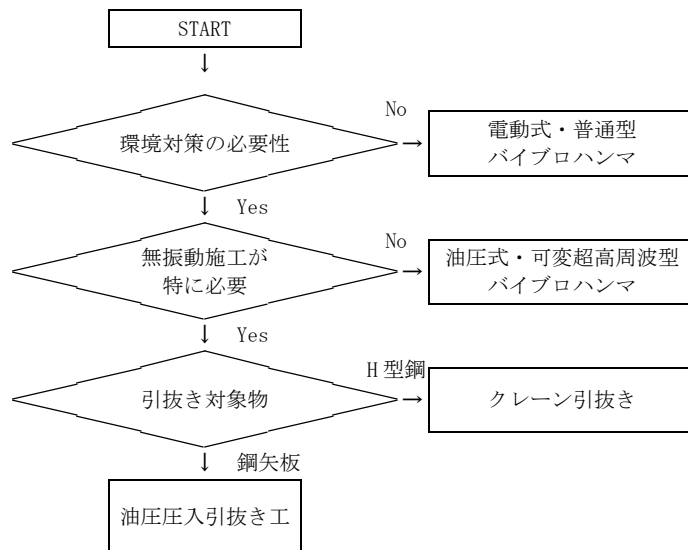 START
↓
環境対策の必要性
No
→
電動式・普通型
バイブロハンマ
↓ Yes
無振動施工が
特に必要
No
→
油圧式・可変超高周波型
バイブロハンマ
↓ Yes
引抜き対象物
H型鋼
→
クレーン引抜き
↓ 鋼矢板
油圧圧入引抜き工